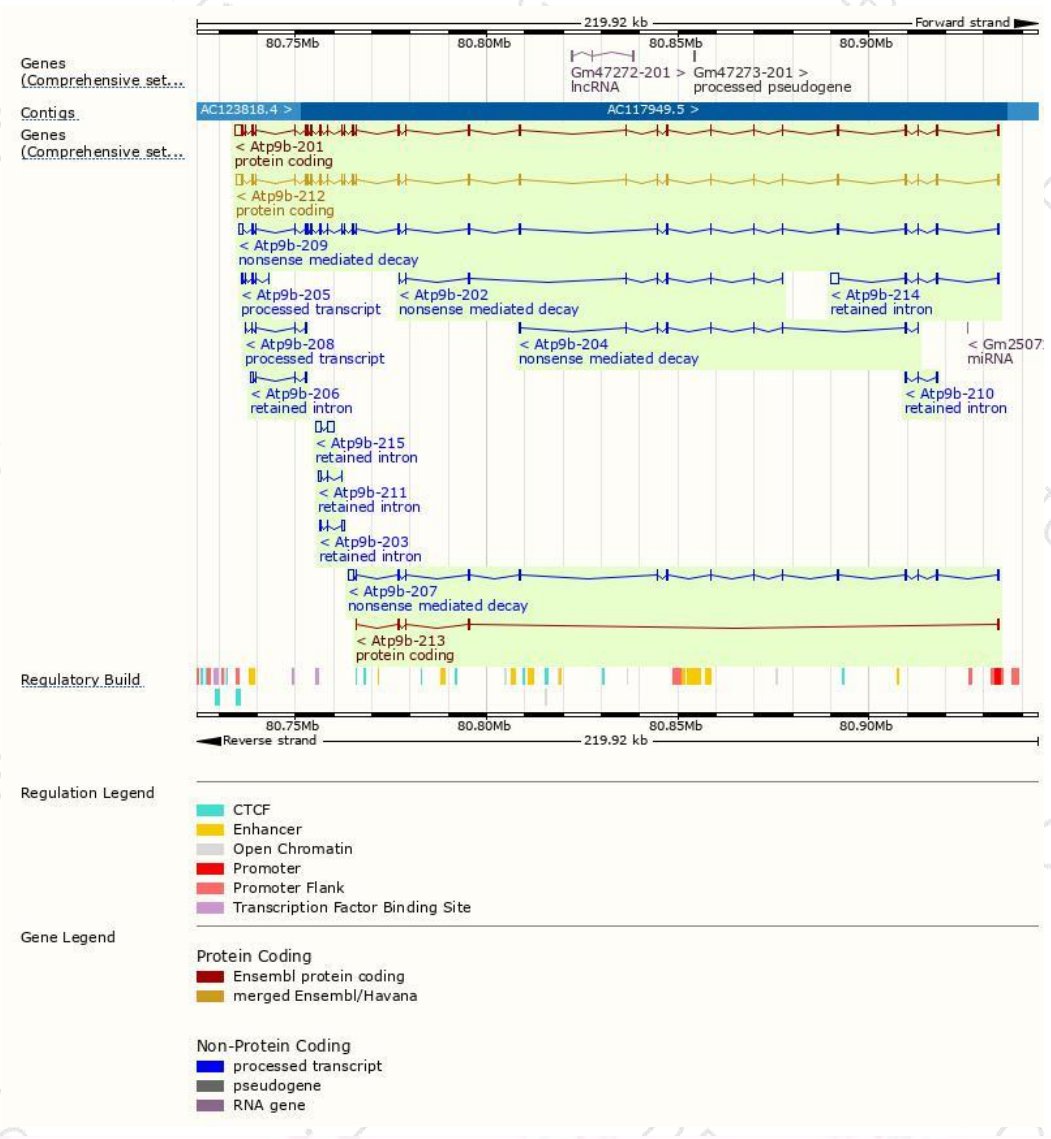 219.92 kb Forward strand
80.75Mb 80.80Mb 80.85Mb 80.90Mb
Genes
(Comprehensive set...
Gm47272-201 > Gm47273-201 >
lncRNA processed pseudogene
Contigs AC123818.4 > AC117949.5 >
Genes
(Comprehensive set...
< Atp9b-201
protein coding
< Atp9b-212
protein coding
< Atp9b-209
nonsense mediated decay
< Atp9b-205 < Atp9b-202 < Atp9b-214
processed transcript nonsense mediated decay retained intron
< Atp9b-208 < Atp9b-204 < Gm2507
processed transcript nonsense mediated decay miRNA
< Atp9b-206 < Atp9b-210
retained intron retained intron
< Atp9b-215
retained intron
< Atp9b-211
retained intron
< Atp9b-203
retained intron
< Atp9b-207
nonsense mediated decay
< Atp9b-213
protein coding
Regulatory Build
80.75Mb 80.80Mb 80.85Mb 80.90Mb
Reverse strand 219.92 kb
Regulation Legend
CTCF
Enhancer
Open Chromatin
Promoter
Promoter Flank
Transcription Factor Binding Site
Gene Legend
Protein Coding
Ensembl protein coding
merged Ensembl/Havana
Non-Protein Coding
processed transcript
pseudogene
RNA gene